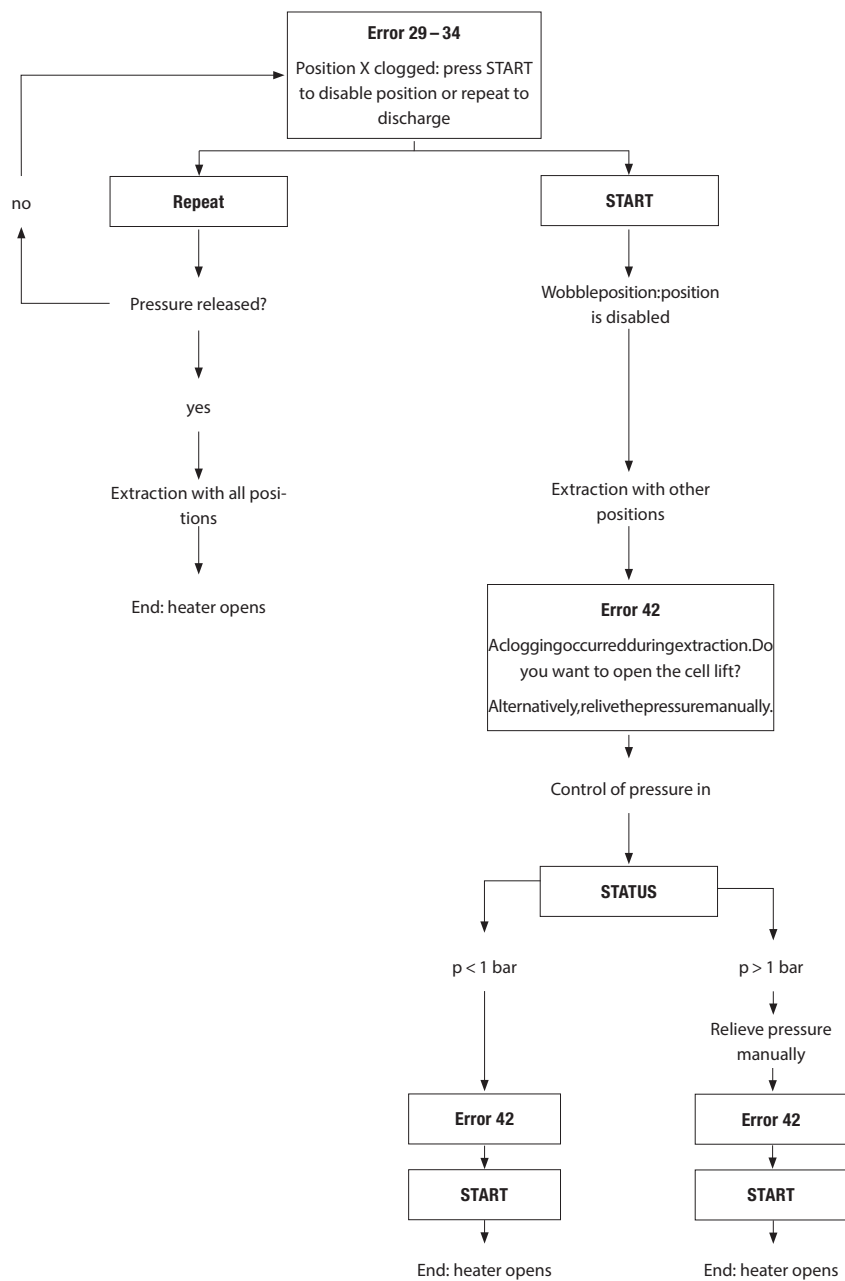 Error 29 – 34
Position X clogged: press START
to disable position or repeat to
discharge
no
Repeat
START
Pressure released?
Wobbleposition:position
is disabled
yes
Extraction with all posi-
tions
Extraction with other
positions
End: heater opens
Error 42
Acloggingoccurredduringextraction.Do
you want to open the cell lift?
Alternatively,relivethepressuremanually.
Control of pressure in
STATUS
p < 1 bar
p > 1 bar
Relieve pressure
manually
Error 42
Error 42
START
START
End: heater opens
End: heater opens